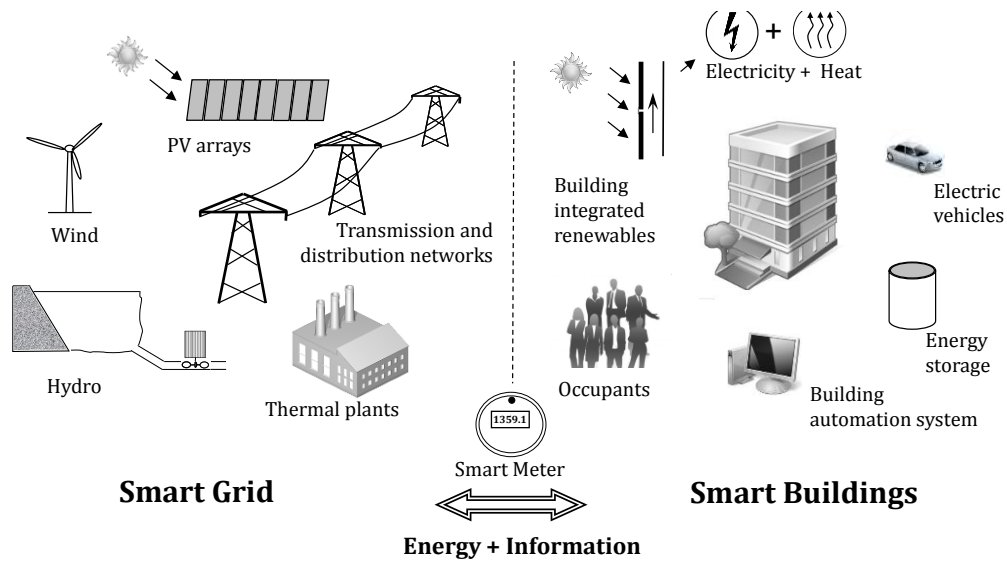 +
Electricity + Heat
PV arrays
Wind
Transmission and
distribution networks
Hydro
Thermal plants
Building
integrated
renewables
Electric
vehicles
Occupants
Energy
storage
Building
automation system
1359.1
Smart Meter
Smart Grid
Smart Buildings
Energy + Information